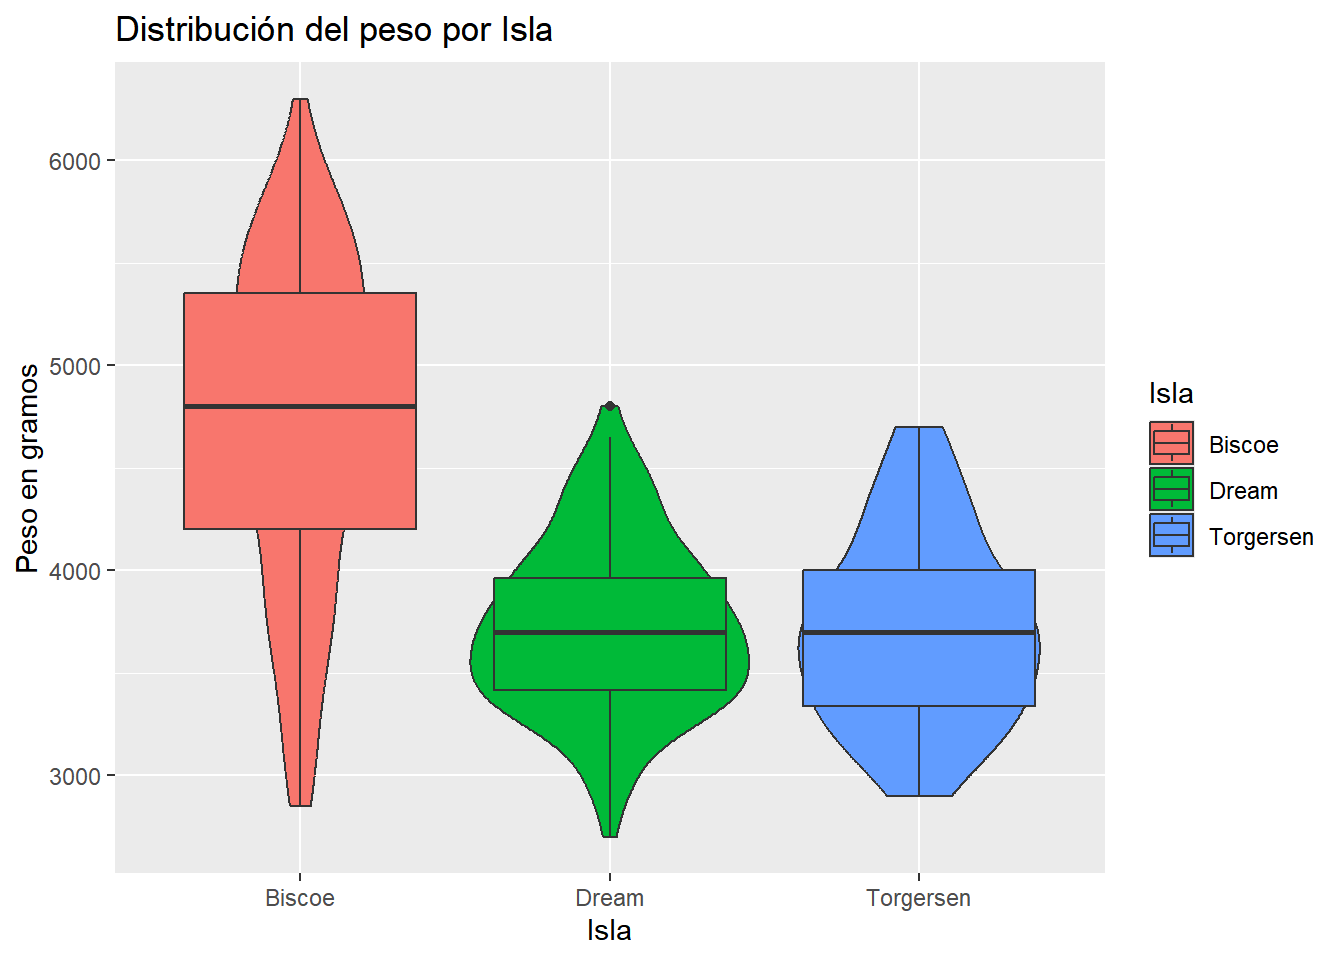 Distribución del peso por Isla
6000
5000
4000
3000
Peso en gramos
Biscoe
Dream
Torgersen
Isla
Isla
Biscoe
Dream
Torgersen